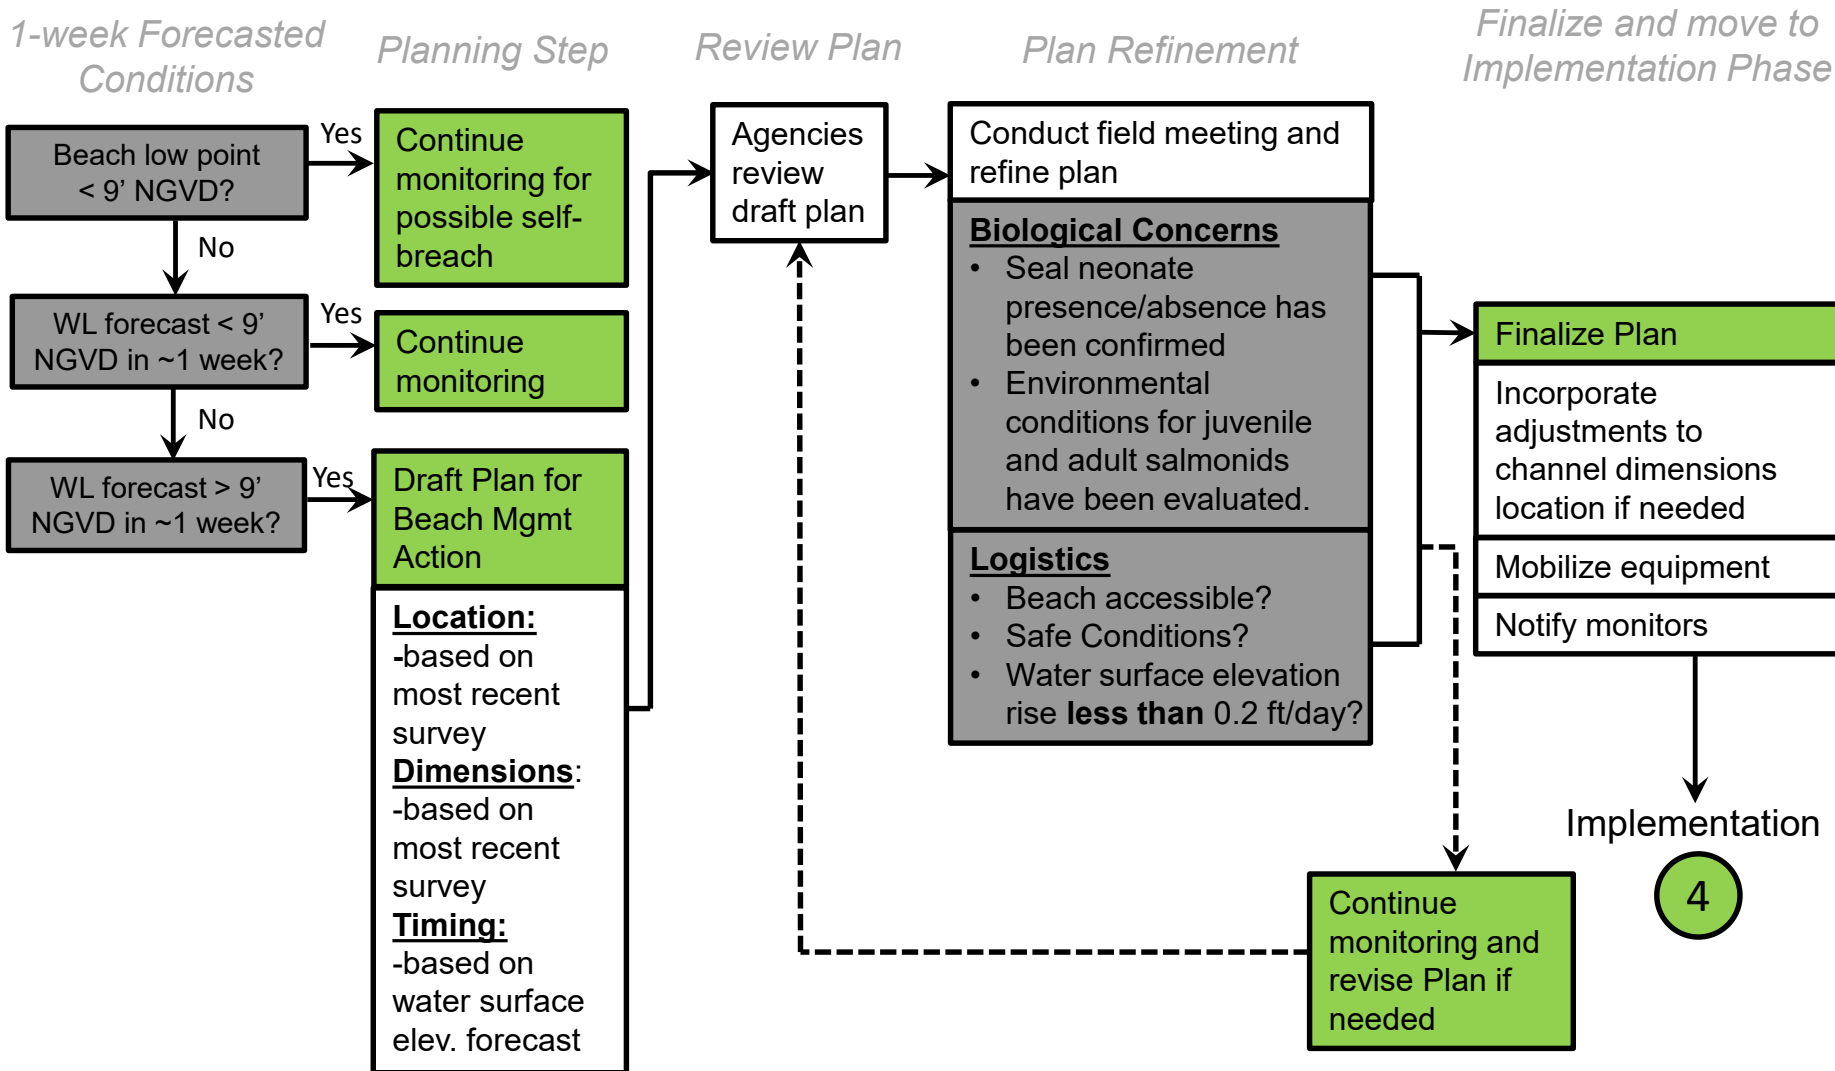 1-week Forecasted
Conditions
Planning Step
Review Plan
Plan Refinement
Finalize and move to
Implementation Phase
Beach low point
< 9’ NGVD?
Yes
No
Continue
monitoring for
possible self-
breach
WL forecast < 9’
NGVD in ~1 week?
Yes
No
Continue
monitoring
WL forecast > 9’
NGVD in ~1 week?
Yes
Draft Plan for
Beach Mgmt
Action
Location:
-based on
most recent
survey
Dimensions:
-based on
most recent
survey
Timing:
-based on
water surface
elev. forecast
Agencies
review
draft plan
Conduct field meeting and
refine plan
Biological Concerns
• Seal neonate
presence/absence has
been confirmed
• Environmental
conditions for juvenile
and adult salmonids
have been evaluated.
Logistics
• Beach accessible?
• Safe Conditions?
• Water surface elevation
rise less than 0.2 ft/day?
Finalize Plan
Incorporate
adjustments to
channel dimensions
location if needed
Mobilize equipment
Notify monitors
Implementation
4
Continue
monitoring and
revise Plan if
needed